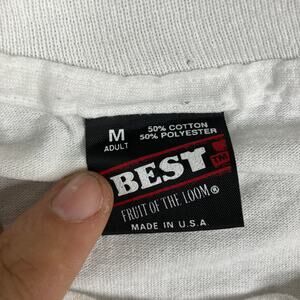 M
ADULT
50% COTTON
50% POLYESTER
BEST
TM
FRUIT OF THE LOOM®
MADE IN U.S.A.